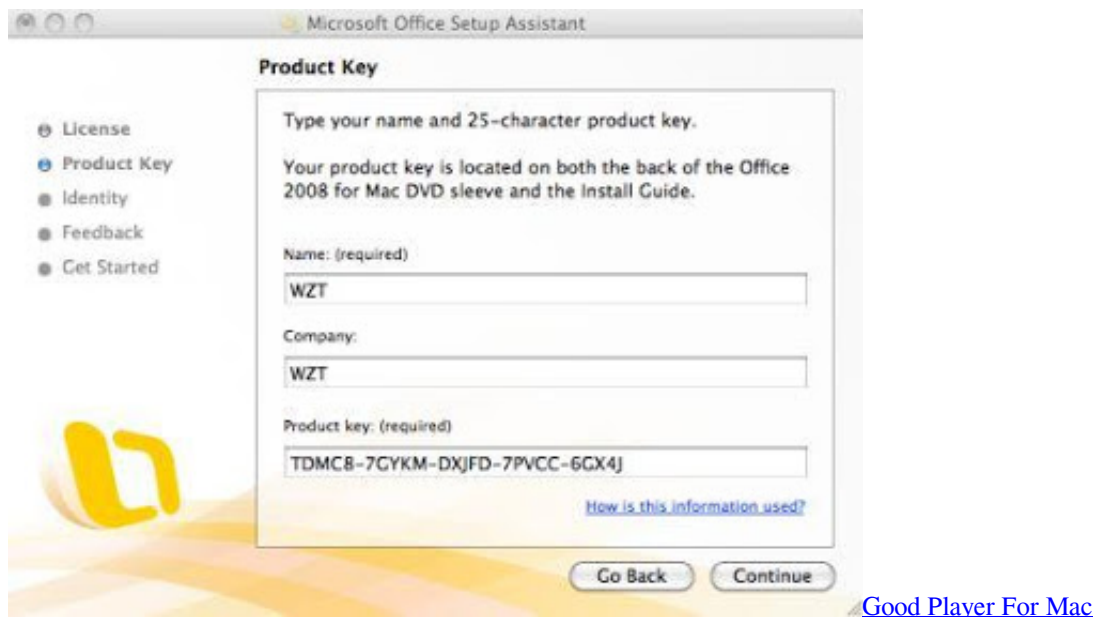 Microsoft Office Setup Assistant
Product Key
License
Product Key
Identity
Feedback
Get Started
Type your name and 25-character product key.
Your product key is located on both the back of the Office
2008 for Mac DVD sleeve and the Install Guide.
Name: (required)
WZT
Company:
WZT
Product key: (required)
TDMC8-7GYKM-DXJFD-7PVCC-6GX4J
How is this information used?
Go Back
Continue
Good Player For Mac